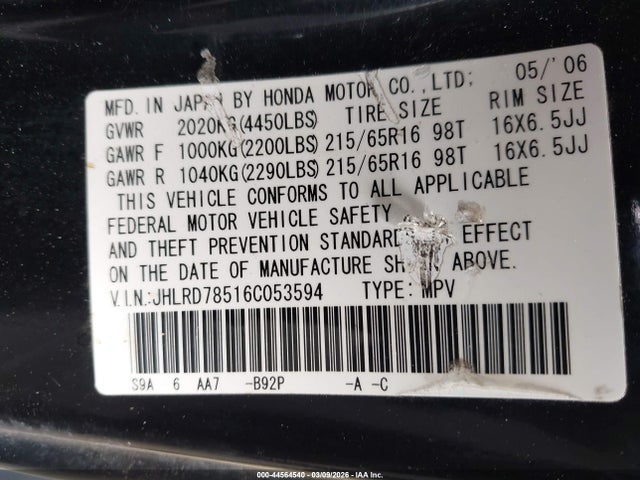 MFD. IN JAPAN BY HONDA MOTOR CO.,LTD; 05/'06
GVWR 2020KG(4450LBS) TIRE SIZE RIM SIZE
GAWR F 1000KG(2200LBS) 215/65R16 98T 16X6.5JJ
GAWR R 1040KG(2290LBS) 215/65R16 98T 16X6.5JJ
THIS VEHICLE CONFORMS TO ALL APPLICABLE
FEDERAL MOTOR VEHICLE SAFETY
AND THEFT PREVENTION STANDARD EFFECT
ON THE DATE OF MANUFACTURE SH ABOVE.
V.I.N.:JHLRD78516C053594 TYPE: MPV
S9A 6 AA7 -B92P -A -C
000-44564540 - 03/09/2026 - IAA Inc.